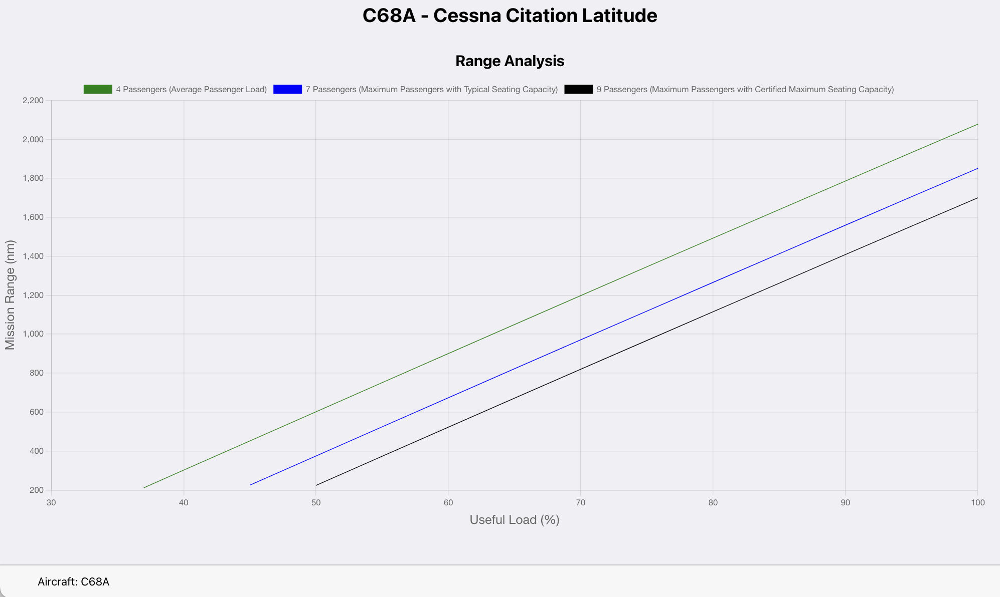 C68A - Cessna Citation Latitude
Range Analysis
4 Passengers (Average Passenger Load) 7 Passengers (Maximum Passengers with Typical Seating Capacity) 9 Passengers (Maximum Passengers with Certified Maximum Seating Capacity)
2,200
2,000
1,800
1,600
1,400
1,200
1,000
800
600
400
200
Mission Range (nm)
30 40 50 60 70 80 90 100
Useful Load (%)
Aircraft: C68A